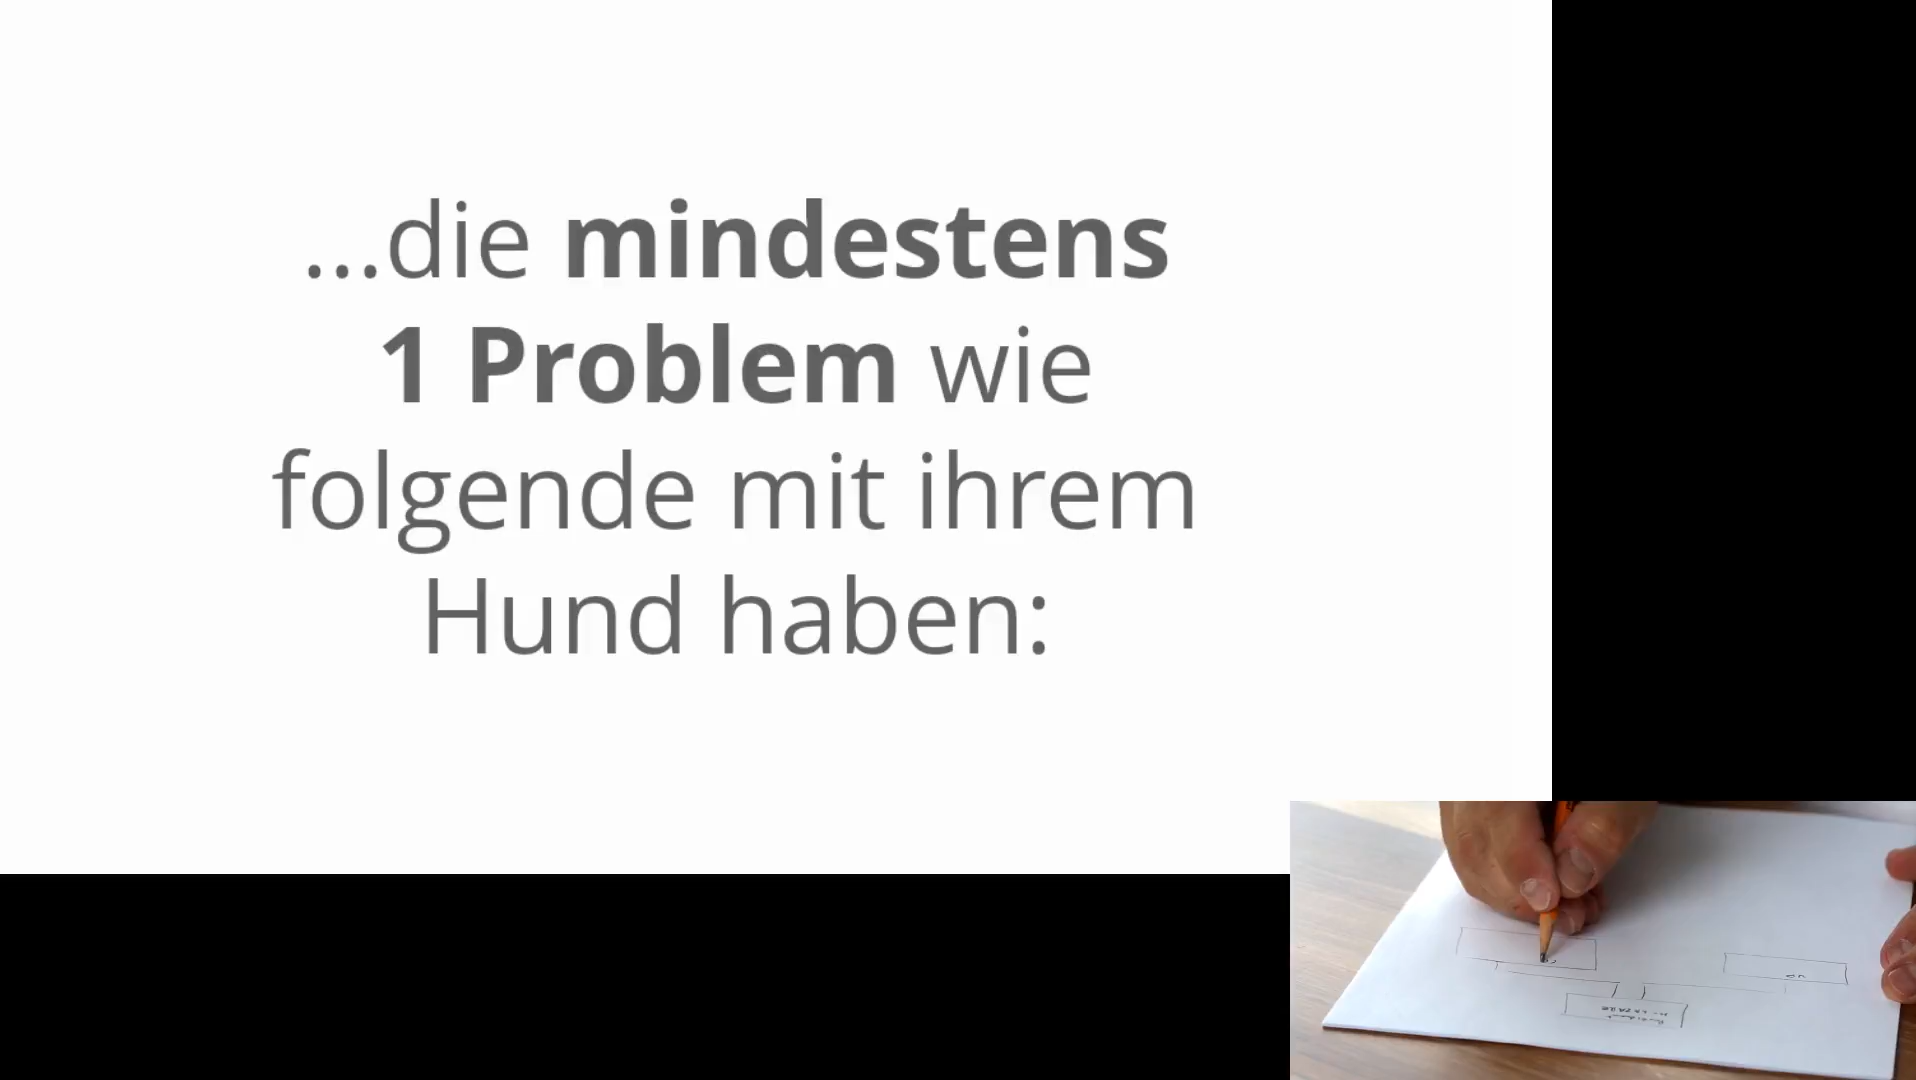 ...die mindestens
1 Problem wie
folgende mit ihrem
Hund haben: